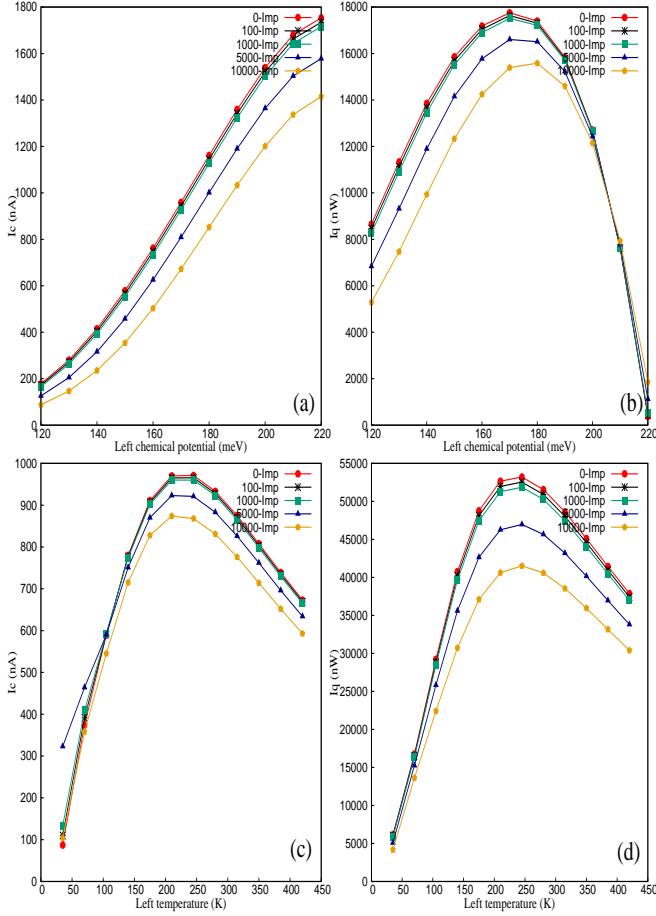 1800
1600
1400
1200
1000
800
600
400
200
0
120
140
160
180
200
220
Ic (nA)
Left chemical potential (meV)
0-Imp
100-Imp
1000-Imp
5000-Imp
10000-Imp
(a)
18000
16000
14000
12000
10000
8000
6000
4000
2000
0
120
140
160
180
200
220
Iq (nW)
Left chemical potential (meV)
0-Imp
100-Imp
1000-Imp
5000-Imp
10000-Imp
(b)
1000
900
800
700
600
500
400
300
200
100
0
0
50
100
150
200
250
300
350
400
450
Ic (nA)
Left temperature (K)
0-Imp
100-Imp
1000-Imp
5000-Imp
10000-Imp
(c)
55000
50000
45000
40000
35000
30000
25000
20000
15000
10000
5000
0
0
50
100
150
200
250
300
350
400
450
Iq (nW)
Left temperature (K)
0-Imp
100-Imp
1000-Imp
5000-Imp
10000-Imp
(d)